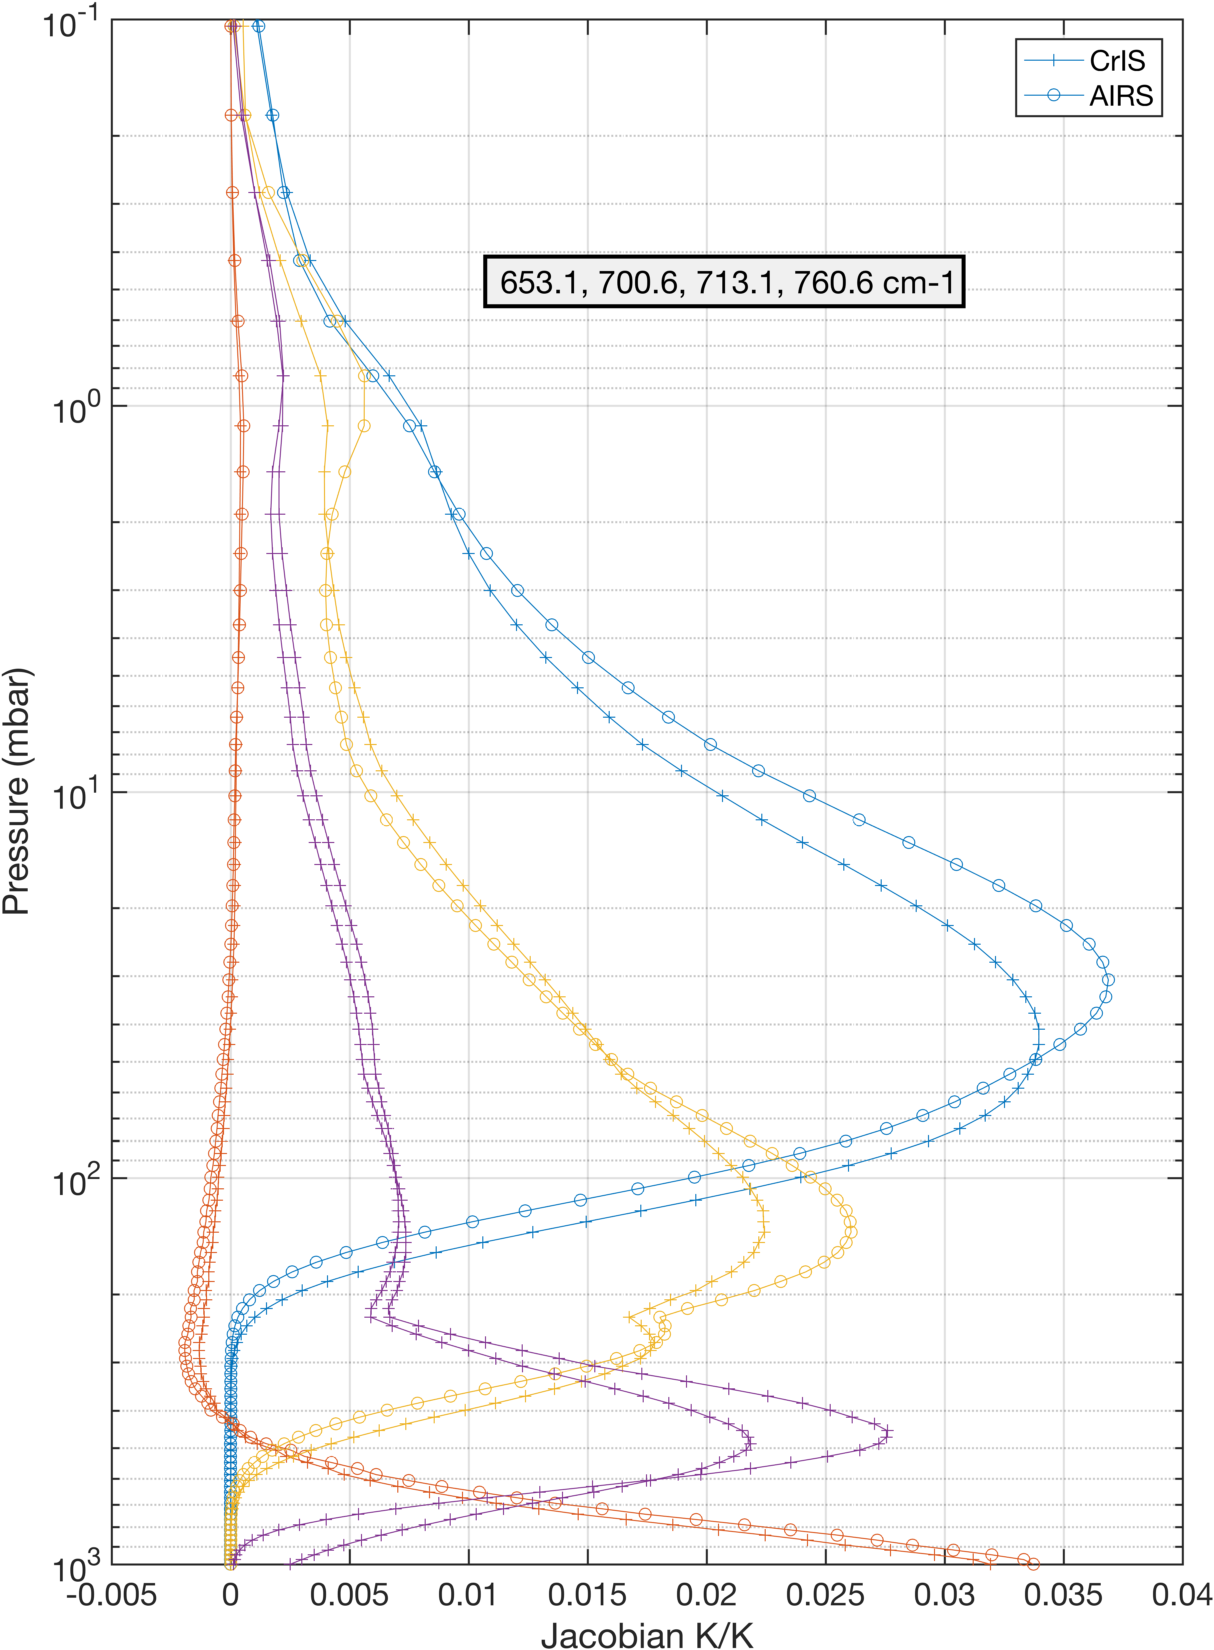 10-1
CrIS
AIRS
653.1, 700.6, 713.1, 760.6 cm-1
100
Pressure (mbar)
101
102
103
-0.005 0 0.005 0.01 0.015 0.02 0.025 0.03 0.035 0.04
Jacobian K/K